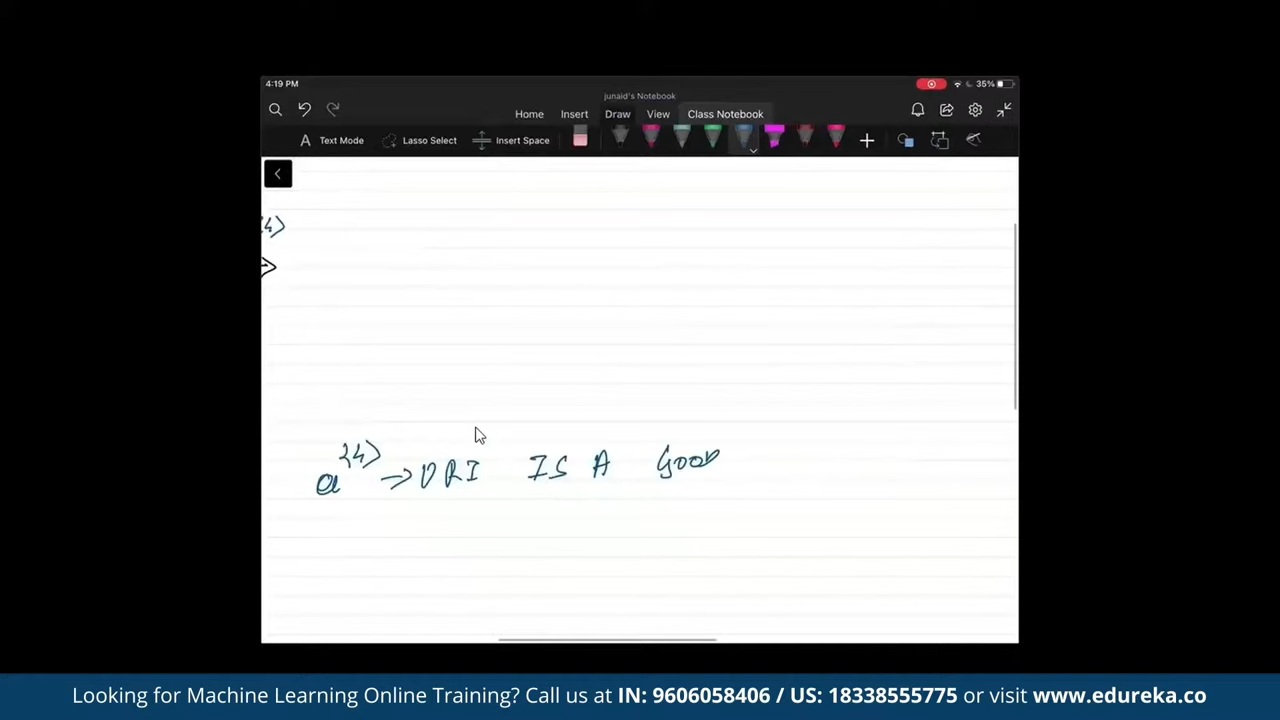 4:19 PM
35%
junaid's Notebook
Home Insert Draw View Class Notebook
Text Mode Lasso Select Insert Space
a⟨4⟩ → DRI IS A GOOD
Looking for Machine Learning Online Training? Call us at IN: 9606058406 / US: 18338555775 or visit www.edureka.co